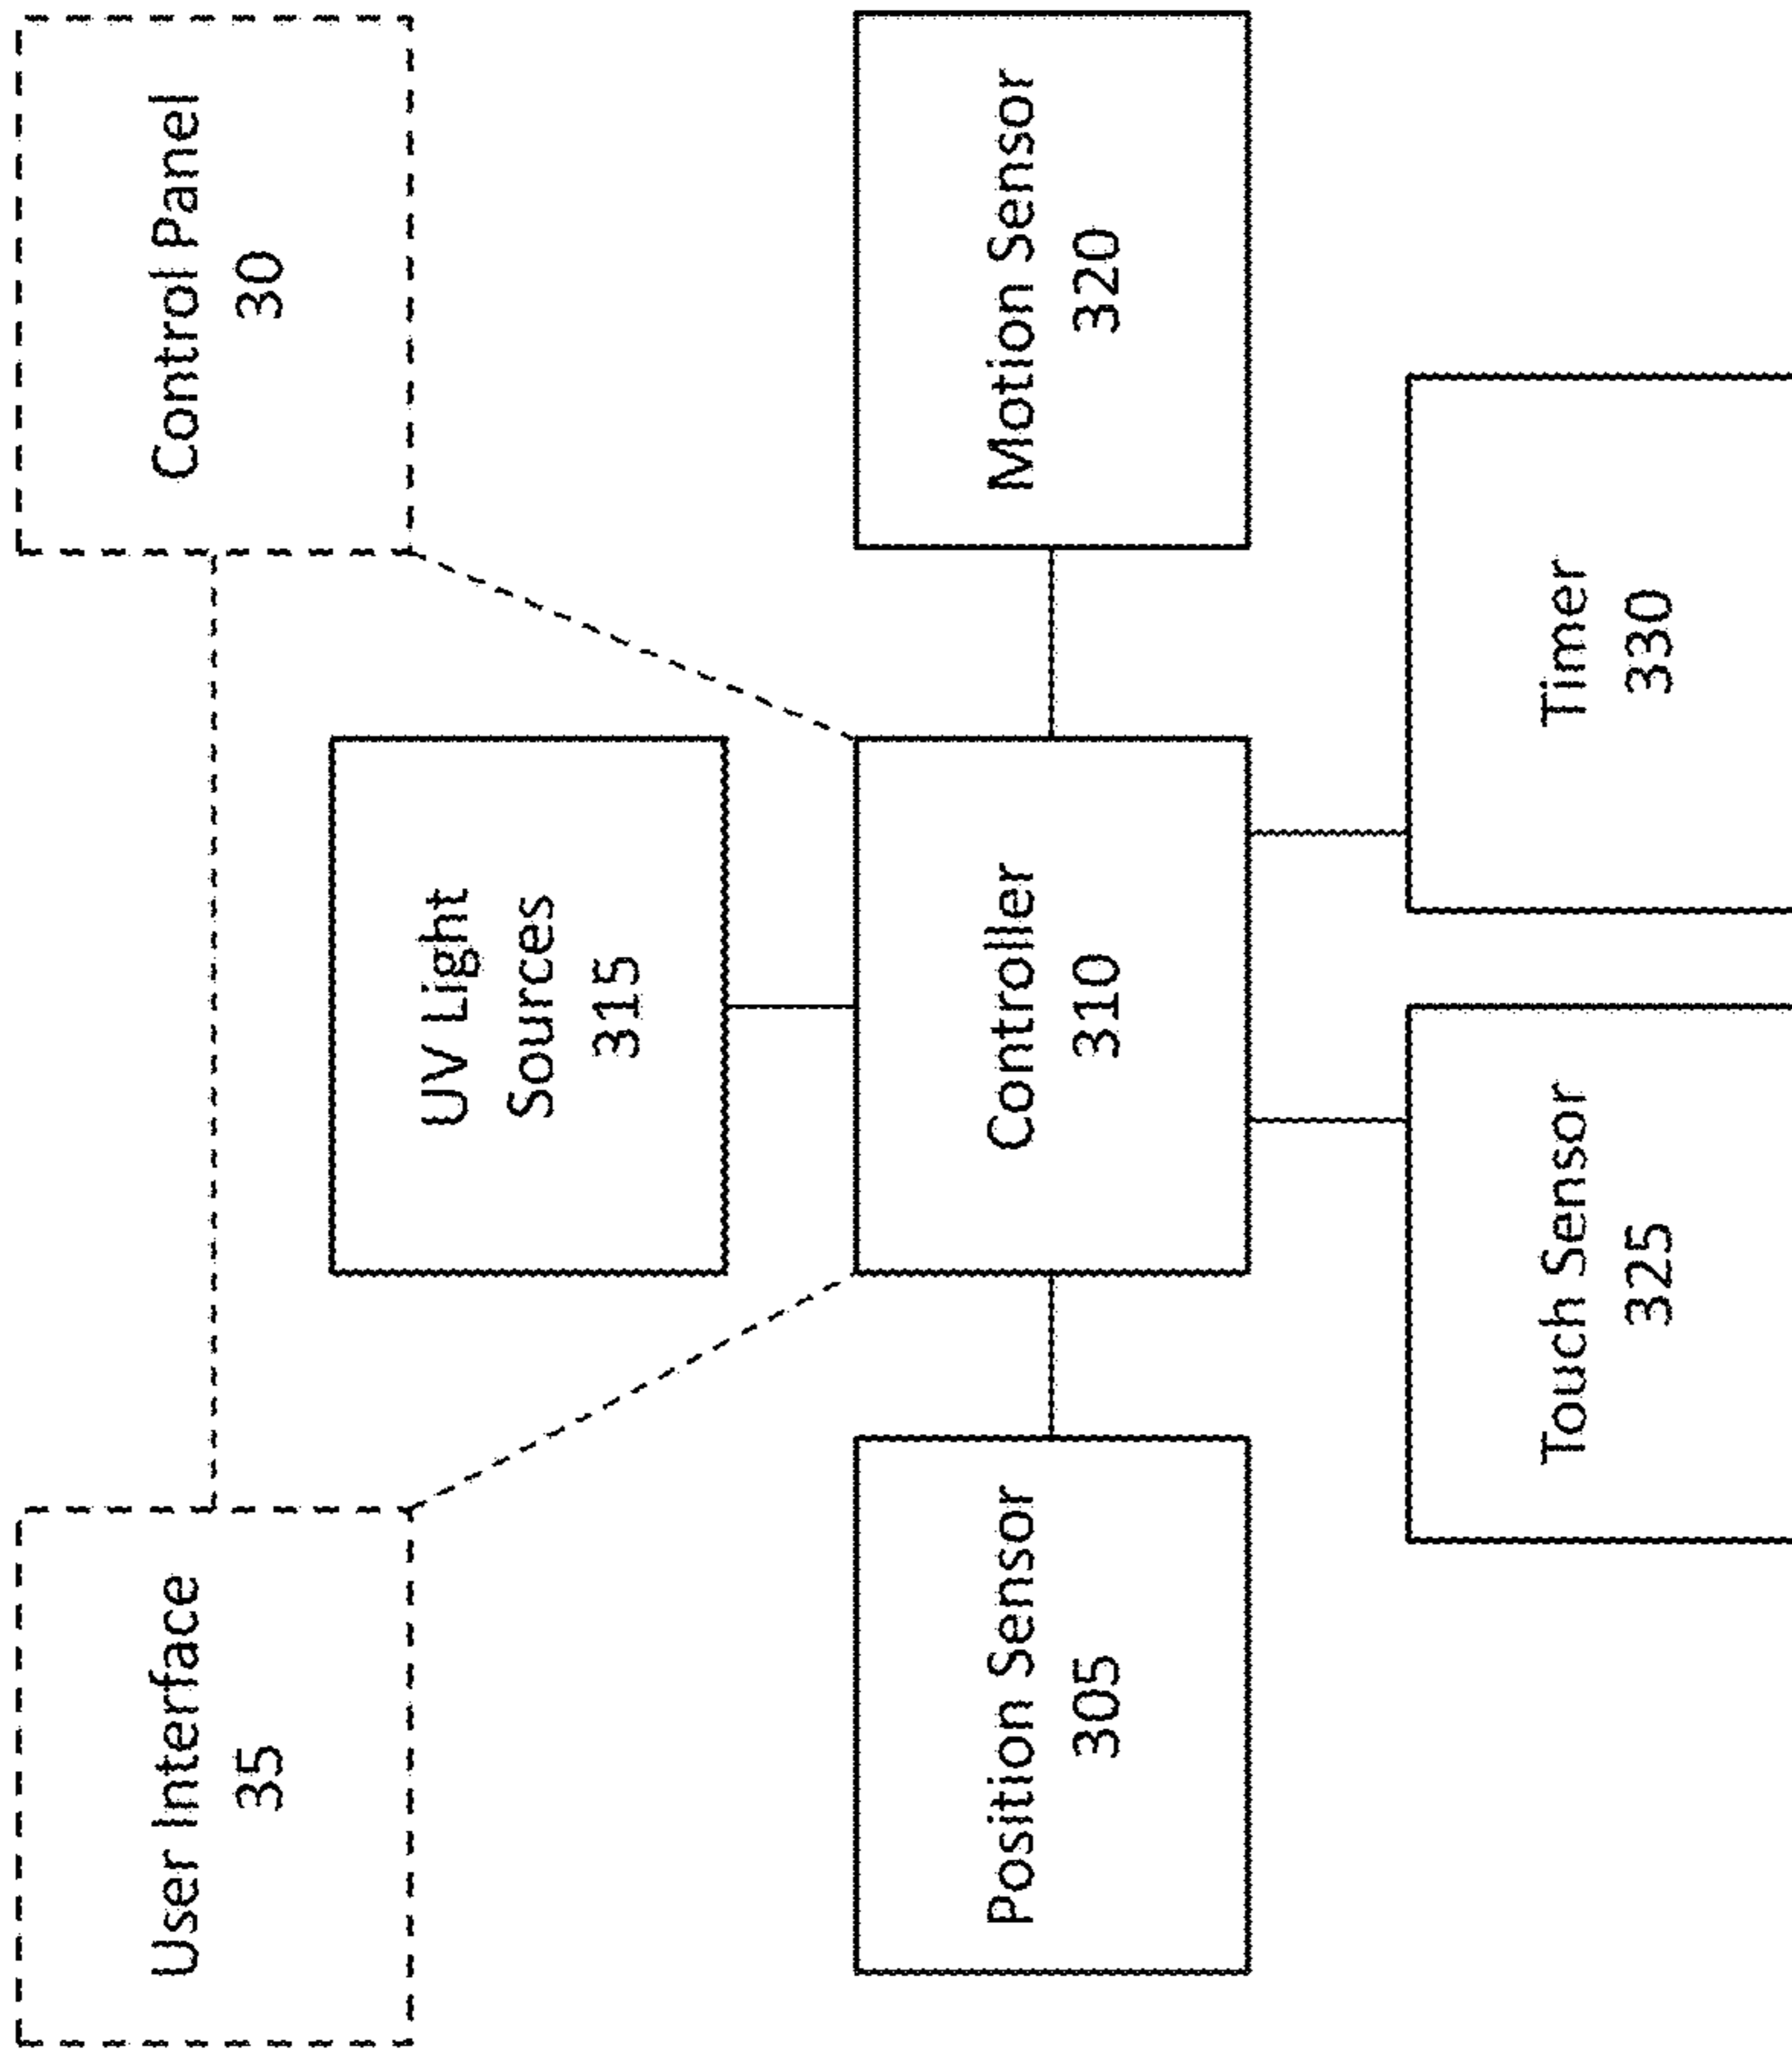 User Interface
35
Control Panel
30
UV Light
Sources
315
Position Sensor
305
Controller
310
Motion Sensor
320
Touch Sensor
325
Timer
330